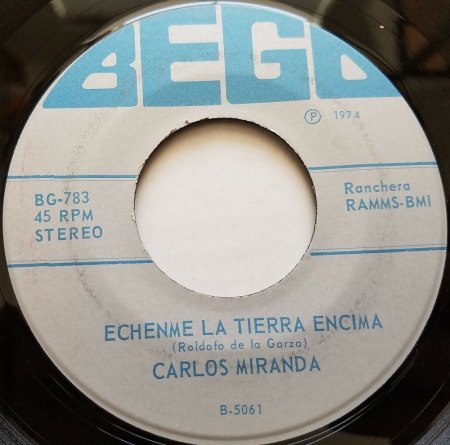 BEGO
Ⓟ 1974
BG-783
45 RPM
STEREO
Ranchera
RAMMS-BMI
ECHENME LA TIERRA ENCIMA
(Roldofo de la Garza)
CARLOS MIRANDA
B-5061